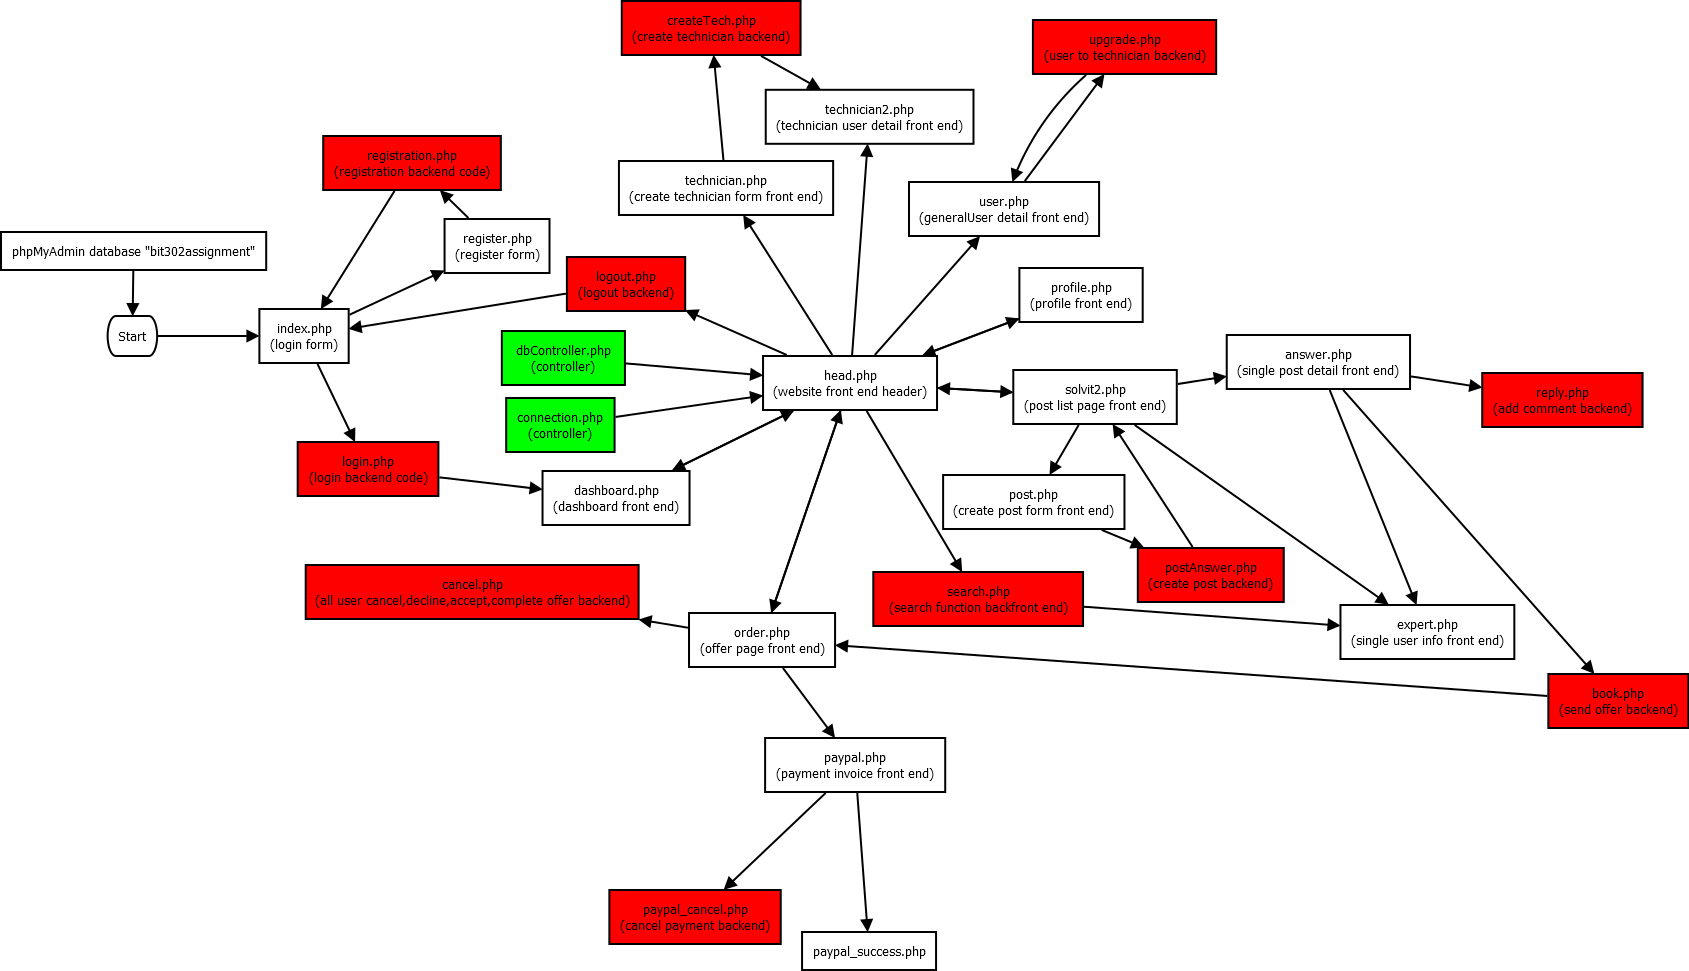 createTech.php
(create technician backend)
upgrade.php
(user to technician backend)
technician2.php
(technician user detail front end)
registration.php
(registration backend code)
technician.php
(create technician form front end)
user.php
(generalUser detail front end)
register.php
(register form)
phpMyAdmin database "bit302assignment"
logout.php
(logout backend)
profile.php
(profile front end)
Start
index.php
(login form)
dbController.php
(controller)
head.php
(website front end header)
solvit2.php
(post list page front end)
answer.php
(single post detail front end)
reply.php
(add comment backend)
connection.php
(controller)
login.php
(login backend code)
dashboard.php
(dashboard front end)
post.php
(create post form front end)
postAnswer.php
(create post backend)
cancel.php
(all user cancel,decline,accept,complete offer backend)
search.php
(search function backfront end)
order.php
(offer page front end)
expert.php
(single user info front end)
book.php
(send offer backend)
paypal.php
(payment invoice front end)
paypal_cancel.php
(cancel payment backend)
paypal_success.php